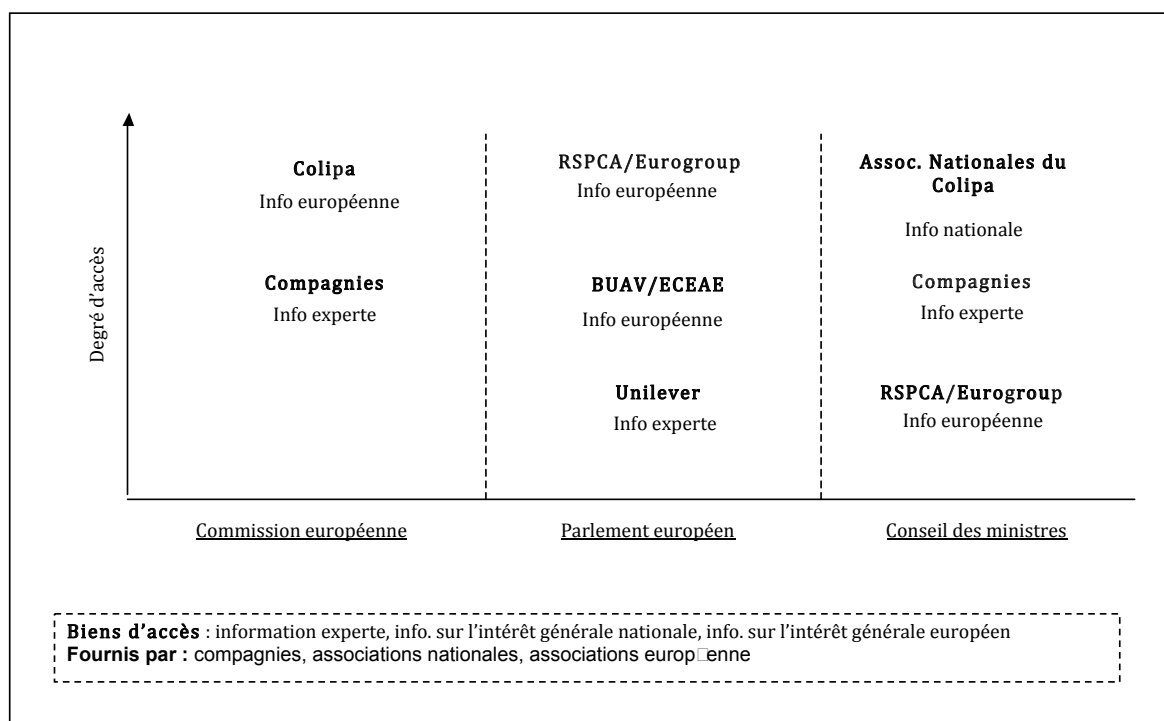 Degré d'accès
Colipa
Info européenne
Compagnies
Info experte
RSPCA/Eurogroup
Info européenne
BUAV/ECEAE
Info européenne
Unilever
Info experte
Assoc. Nationales du
Colipa
Info nationale
Compagnies
Info experte
RSPCA/Eurogroup
Info européenne
Commission européenne
Parlement européen
Conseil des ministres
Biens d'accès : information experte, info. sur l'intérêt générale nationale, info. sur l'intérêt générale européen
Fournis par : compagnies, associations nationales, associations europ□enne